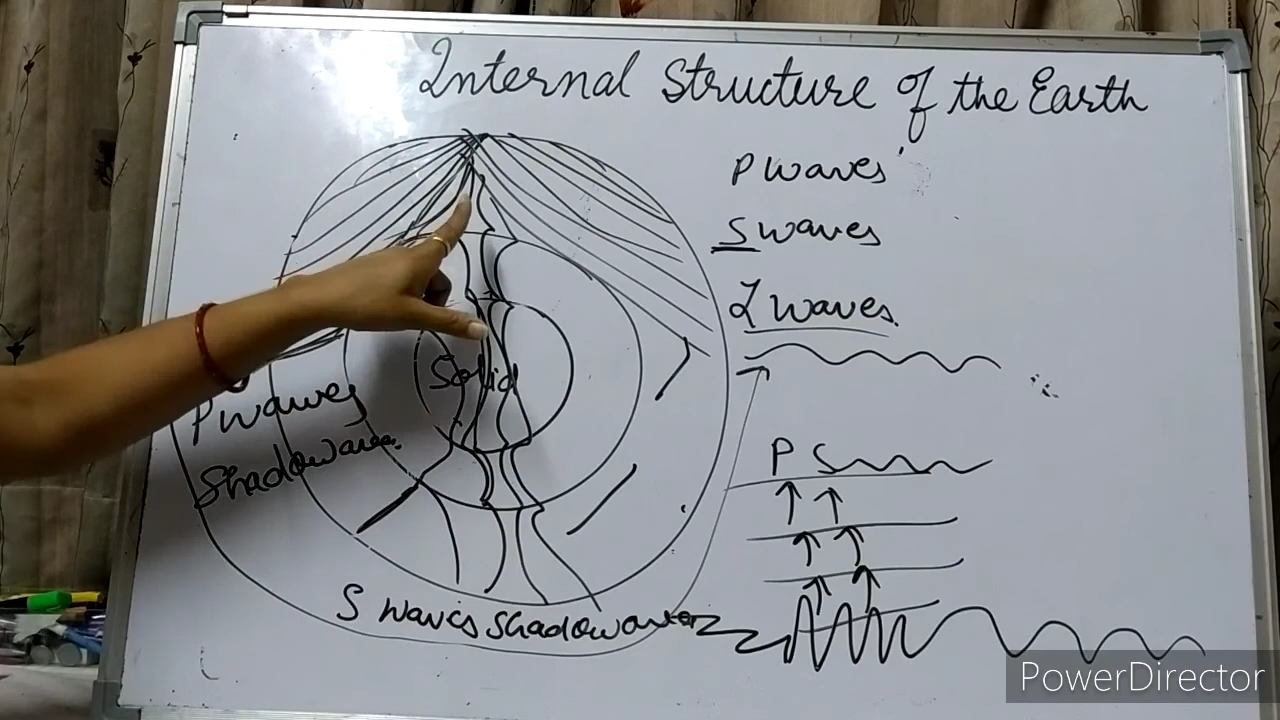 Internal Structure of the Earth
P waves
S waves
L waves.
Solid
P waves
Shadowarea.
P S
S waves Shadowarea
PowerDirector